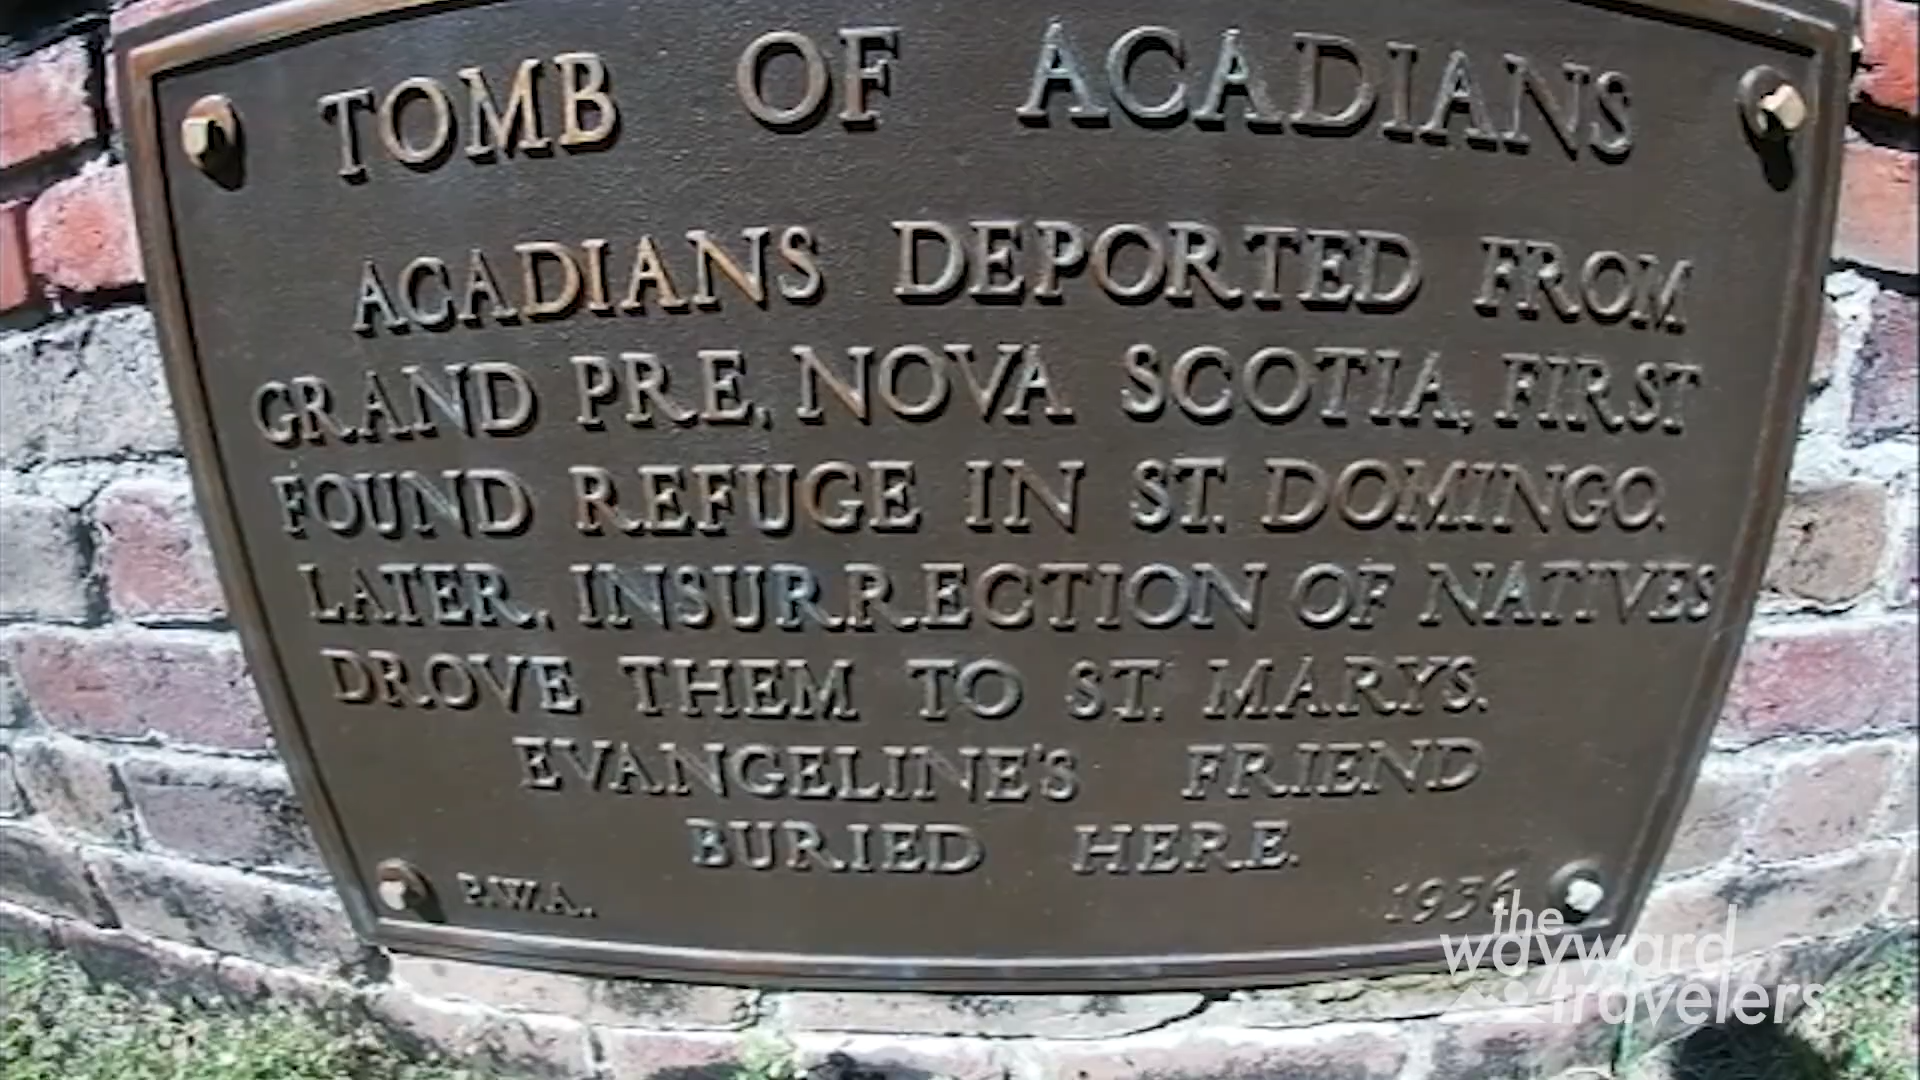 TOMB OF ACADIANS
ACADIANS DEPORTED FROM
GRAND PRE, NOVA SCOTIA, FIRST
FOUND REFUGE IN ST. DOMINGO.
LATER, INSURRECTION OF NATIVES
DROVE THEM TO ST. MARYS.
EVANGELINE'S FRIEND
BURIED HERE.
P.W.A. 1936
the
wayward
travelers